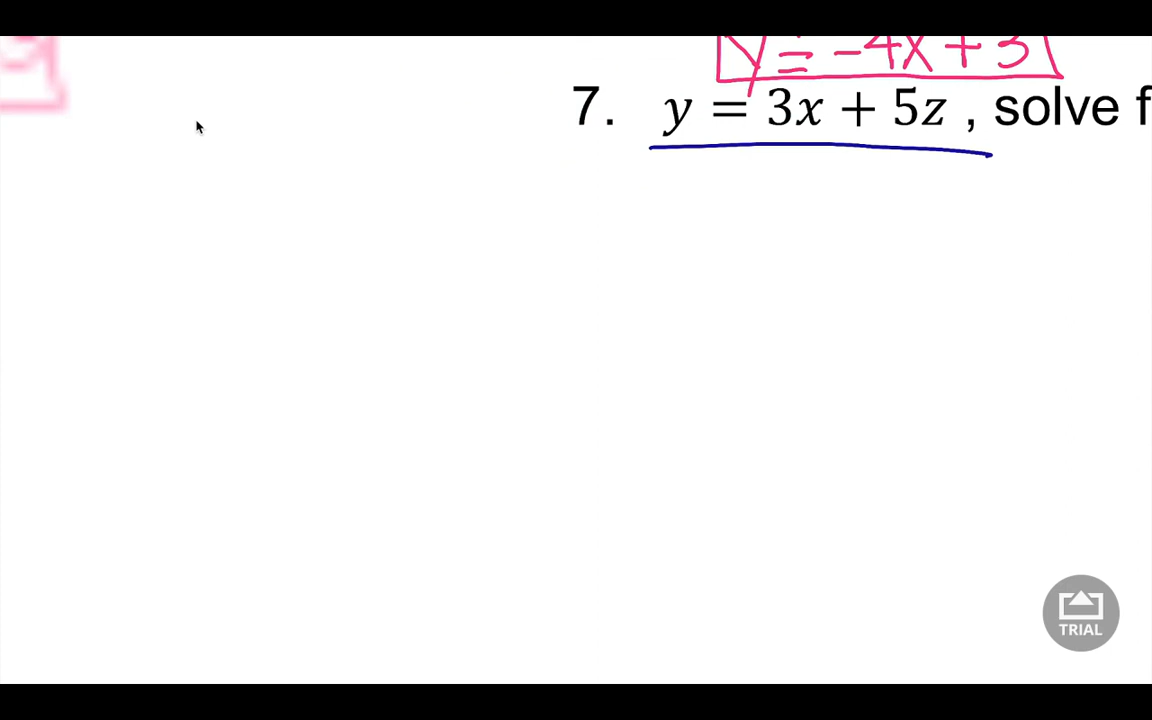 y = -4x + 3
7. y = 3x + 5z , solve f
TRIAL